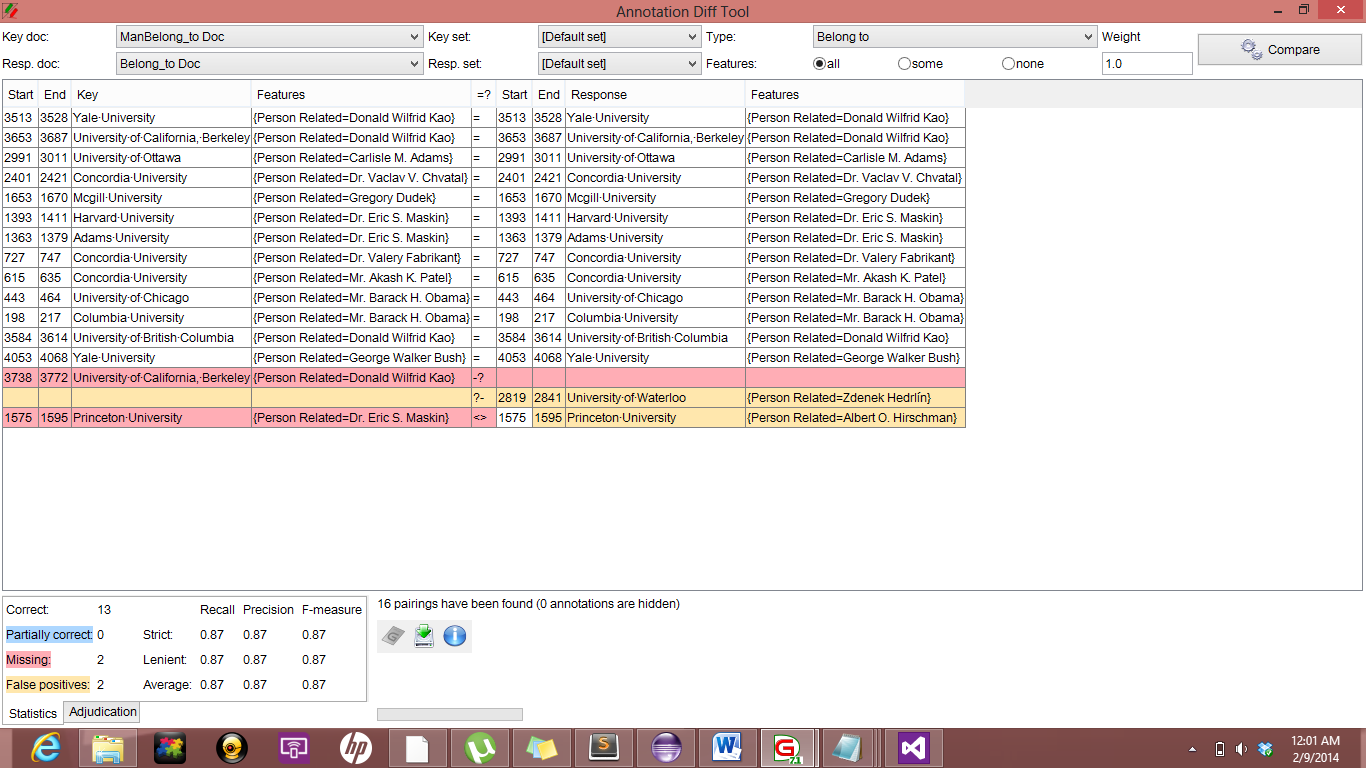 Annotation Diff Tool
Key doc: ManBelong_to Doc Key set: [Default set] Type: Belong to Weight
Resp. doc: Belong_to Doc Resp. set: [Default set] Features: all some none 1.0 Compare
Start End Key Features =? Start End Response Features
3513 3528 Yale·University {Person Related=Donald Wilfrid Kao} = 3513 3528 Yale·University {Person Related=Donald Wilfrid Kao}
3653 3687 University·of·California,·Berkeley {Person Related=Donald Wilfrid Kao} = 3653 3687 University·of·California,·Berkeley {Person Related=Donald Wilfrid Kao}
2991 3011 University·of·Ottawa {Person Related=Carlisle M. Adams} = 2991 3011 University·of·Ottawa {Person Related=Carlisle M. Adams}
2401 2421 Concordia·University {Person Related=Dr. Vaclav V. Chvatal} = 2401 2421 Concordia·University {Person Related=Dr. Vaclav V. Chvatal}
1653 1670 Mcgill·University {Person Related=Gregory Dudek} = 1653 1670 Mcgill·University {Person Related=Gregory Dudek}
1393 1411 Harvard·University {Person Related=Dr. Eric S. Maskin} = 1393 1411 Harvard·University {Person Related=Dr. Eric S. Maskin}
1363 1379 Adams·University {Person Related=Dr. Eric S. Maskin} = 1363 1379 Adams·University {Person Related=Dr. Eric S. Maskin}
727 747 Concordia·University {Person Related=Dr. Valery Fabrikant} = 727 747 Concordia·University {Person Related=Dr. Valery Fabrikant}
615 635 Concordia·University {Person Related=Mr. Akash K. Patel} = 615 635 Concordia·University {Person Related=Mr. Akash K. Patel}
443 464 University·of·Chicago {Person Related=Mr. Barack H. Obama} = 443 464 University·of·Chicago {Person Related=Mr. Barack H. Obama}
198 217 Columbia·University {Person Related=Mr. Barack H. Obama} = 198 217 Columbia·University {Person Related=Mr. Barack H. Obama}
3584 3614 University·of·British·Columbia {Person Related=Donald Wilfrid Kao} = 3584 3614 University·of·British·Columbia {Person Related=Donald Wilfrid Kao}
4053 4068 Yale·University {Person Related=George Walker Bush} = 4053 4068 Yale·University {Person Related=George Walker Bush}
3738 3772 University·of·California,·Berkeley {Person Related=Donald Wilfrid Kao} -?
?- 2819 2841 University·of·Waterloo {Person Related=Zdenek Hedrlín}
1575 1595 Princeton·University {Person Related=Dr. Eric S. Maskin} <> 1575 1595 Princeton·University {Person Related=Albert O. Hirschman}
Correct: 13 Recall Precision F-measure
Partially correct: 0 Strict: 0.87 0.87 0.87
Missing: 2 Lenient: 0.87 0.87 0.87
False positives: 2 Average: 0.87 0.87 0.87
Statistics Adjudication
16 pairings have been found (0 annotations are hidden)
12:01 AM
2/9/2014